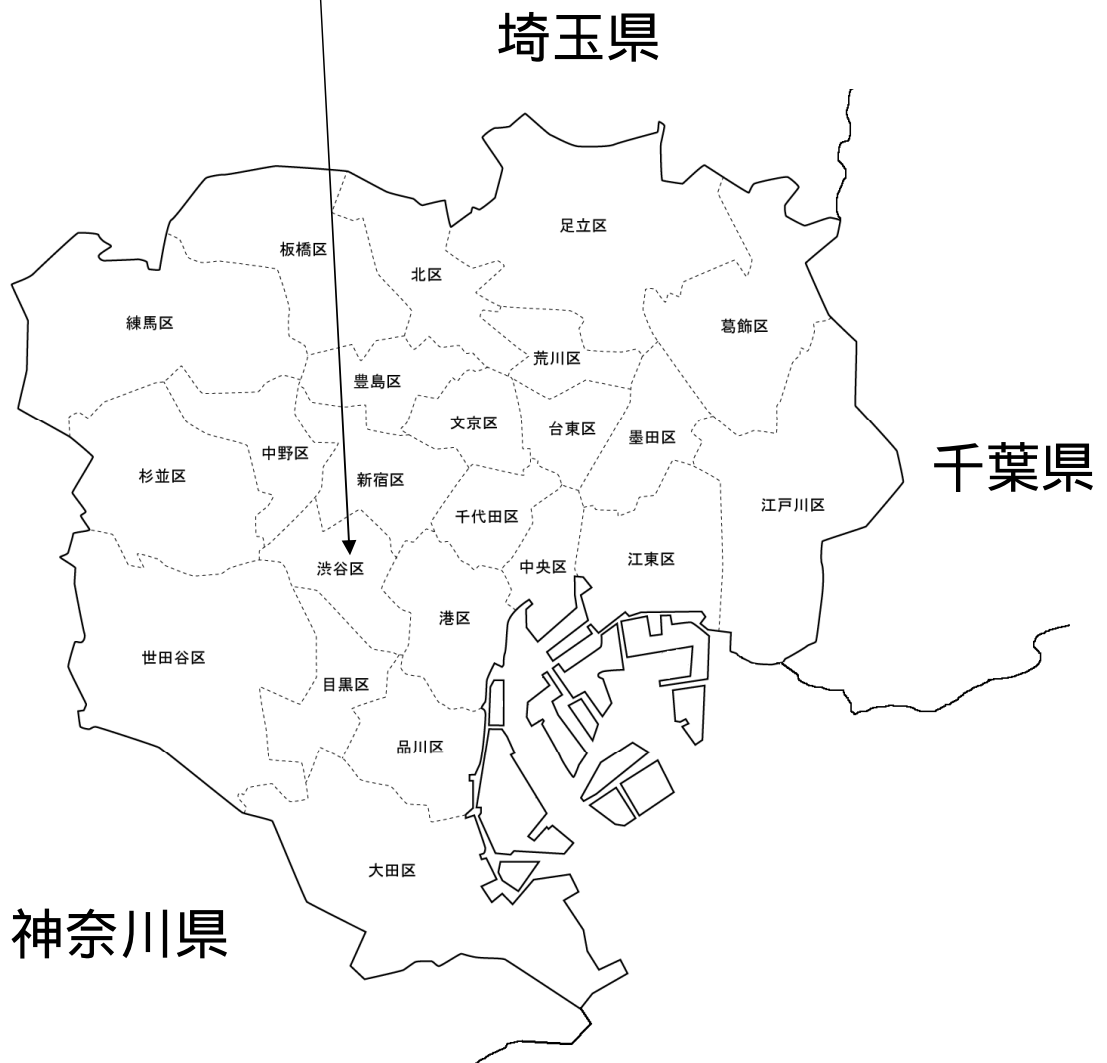 埼玉県
足立区
板橋区
北区
練馬区
葛飾区
荒川区
豊島区
文京区
台東区
墨田区
中野区
千葉県
杉並区
新宿区
江戸川区
千代田区
江東区
中央区
渋谷区
港区
世田谷区
目黒区
品川区
大田区
神奈川県